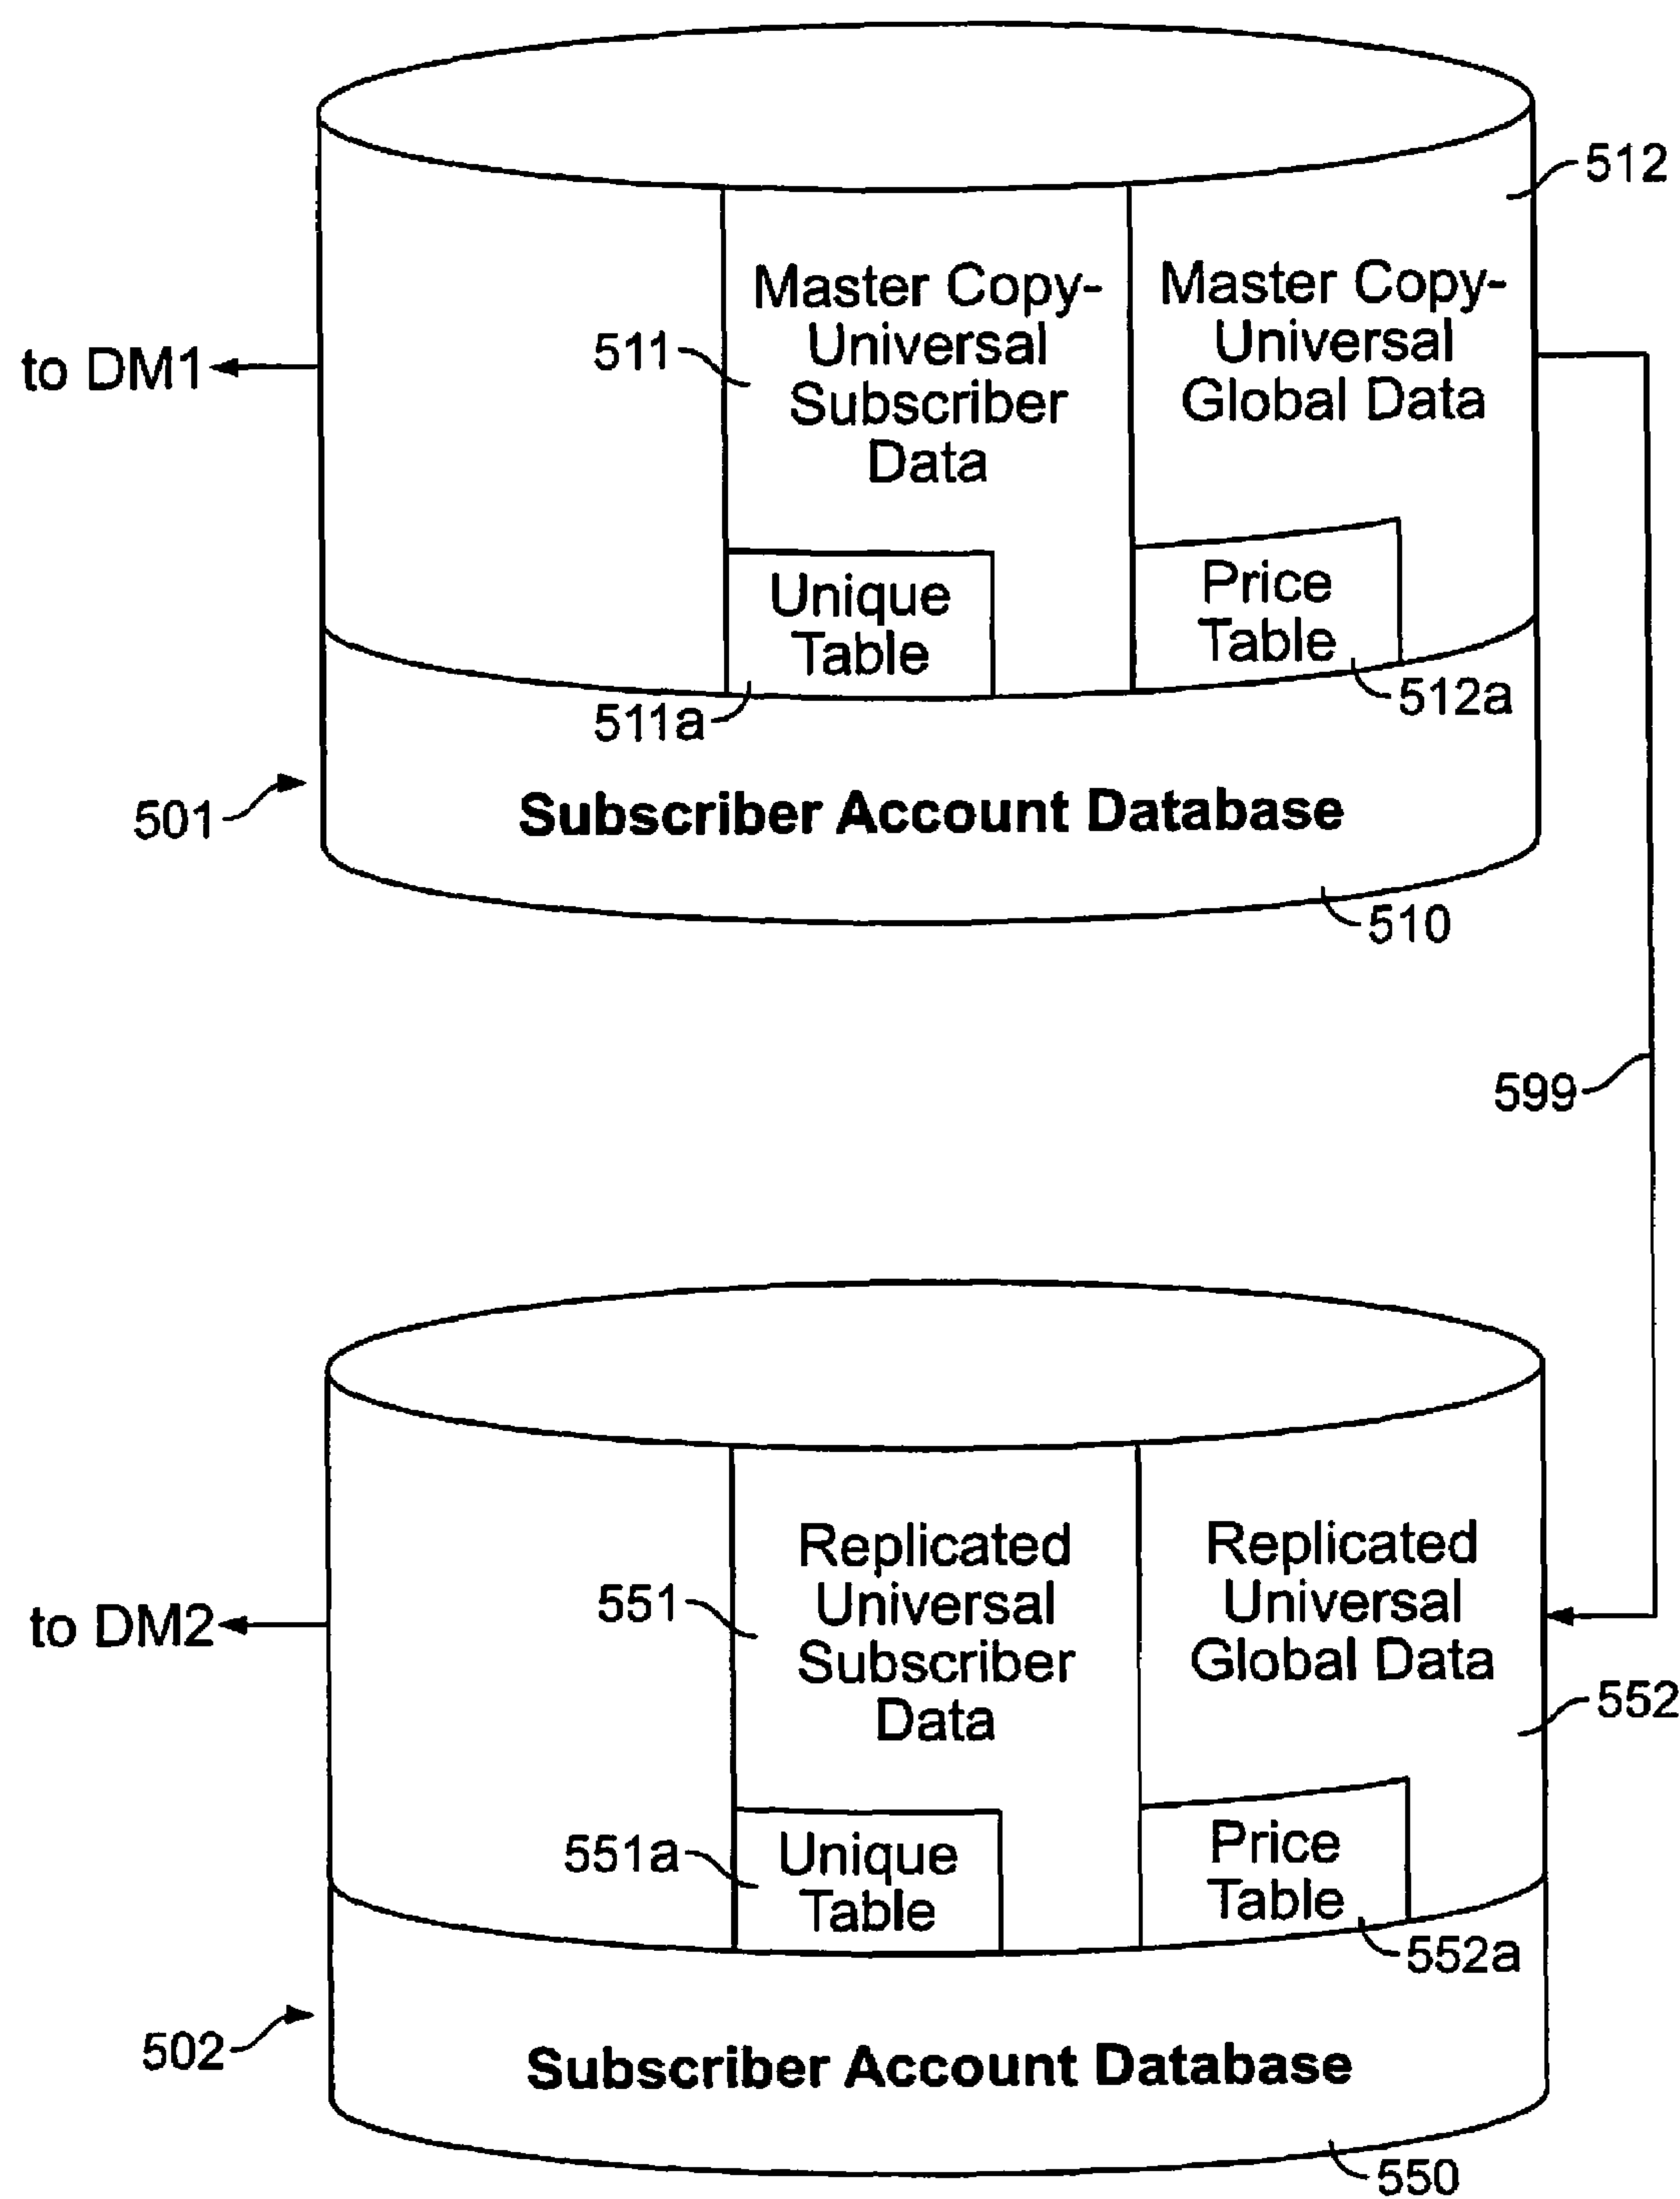 512
Master Copy-
Universal
Subscriber
Data
Master Copy-
Universal
Global Data
511
to DM1
Unique
Table
Price
Table
511a
512a
501
Subscriber Account Database
510
599
Replicated
Universal
Subscriber
Data
Replicated
Universal
Global Data
551
to DM2
552
551a
Unique
Table
Price
Table
552a
502
Subscriber Account Database
550